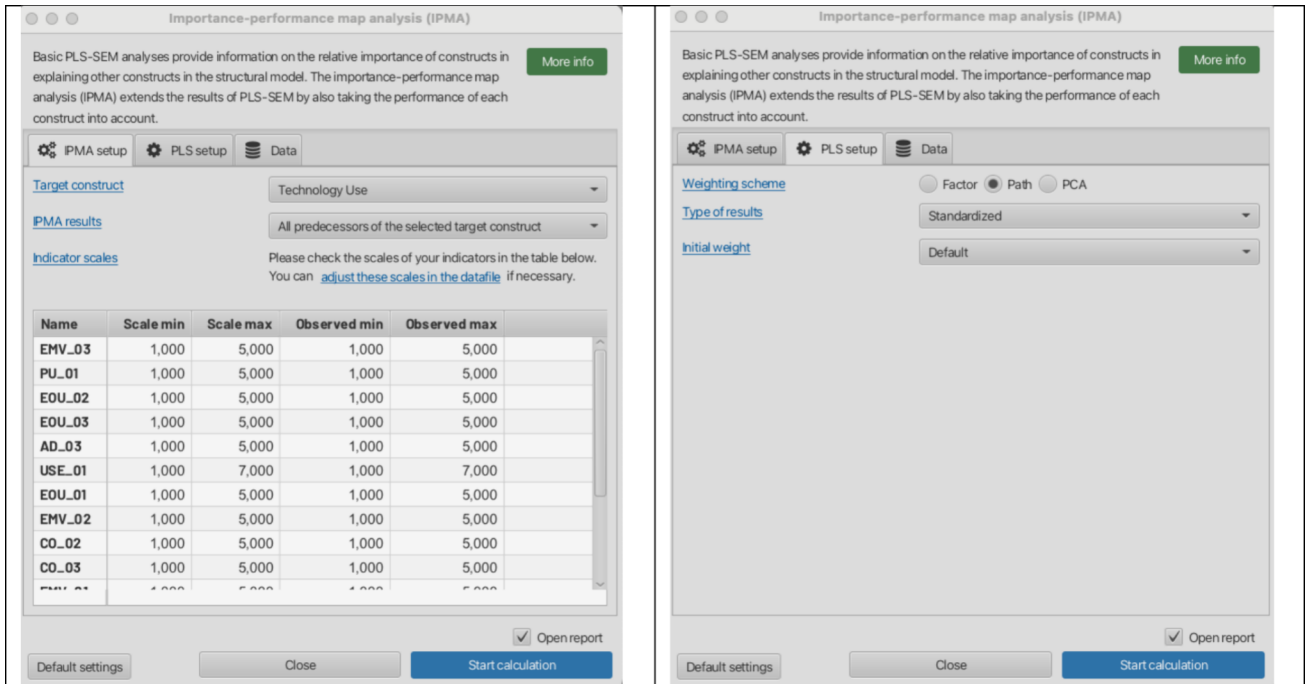 Importance-performance map analysis (IPMA)
Basic PLS-SEM analyses provide information on the relative importance of constructs in
explaining other constructs in the structural model. The importance-performance map
analysis (IPMA) extends the results of PLS-SEM by also taking the performance of each
construct into account.
More info
IPMA setup PLS setup Data
Target construct Technology Use
IPMA results All predecessors of the selected target construct
Indicator scales Please check the scales of your indicators in the table below.
You can adjust these scales in the datafile if necessary.
Name Scale min Scale max Observed min Observed max
EMV_03 1,000 5,000 1,000 5,000
PU_01 1,000 5,000 1,000 5,000
EOU_02 1,000 5,000 1,000 5,000
EOU_03 1,000 5,000 1,000 5,000
AD_03 1,000 5,000 1,000 5,000
USE_01 1,000 7,000 1,000 7,000
EOU_01 1,000 5,000 1,000 5,000
EMV_02 1,000 5,000 1,000 5,000
CO_02 1,000 5,000 1,000 5,000
CO_03 1,000 5,000 1,000 5,000
Open report
Default settings Close Start calculation
Importance-performance map analysis (IPMA)
Basic PLS-SEM analyses provide information on the relative importance of constructs in
explaining other constructs in the structural model. The importance-performance map
analysis (IPMA) extends the results of PLS-SEM by also taking the performance of each
construct into account.
More info
IPMA setup PLS setup Data
Weighting scheme Factor Path PCA
Type of results Standardized
Initial weight Default
Open report
Default settings Close Start calculation